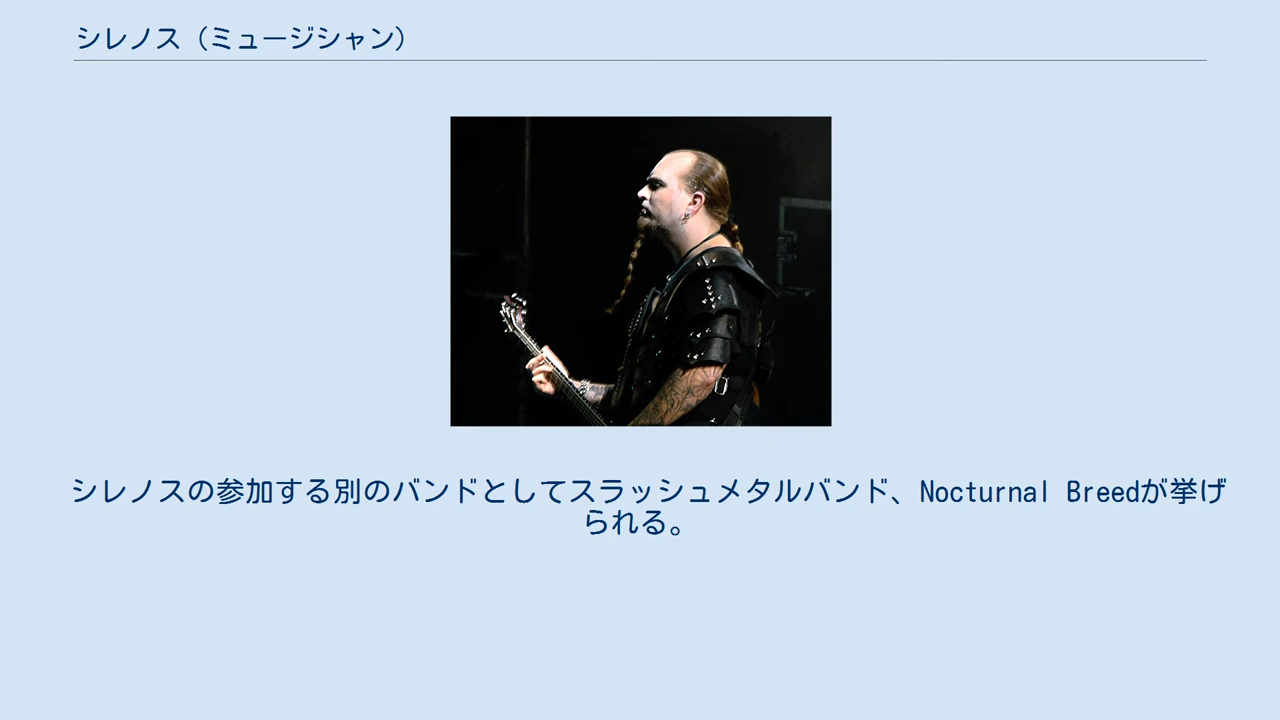 シレノス（ミュージシャン）
シレノスの参加する別のバンドとしてスラッシュメタルバンド、Nocturnal Breedが挙げ
られる。